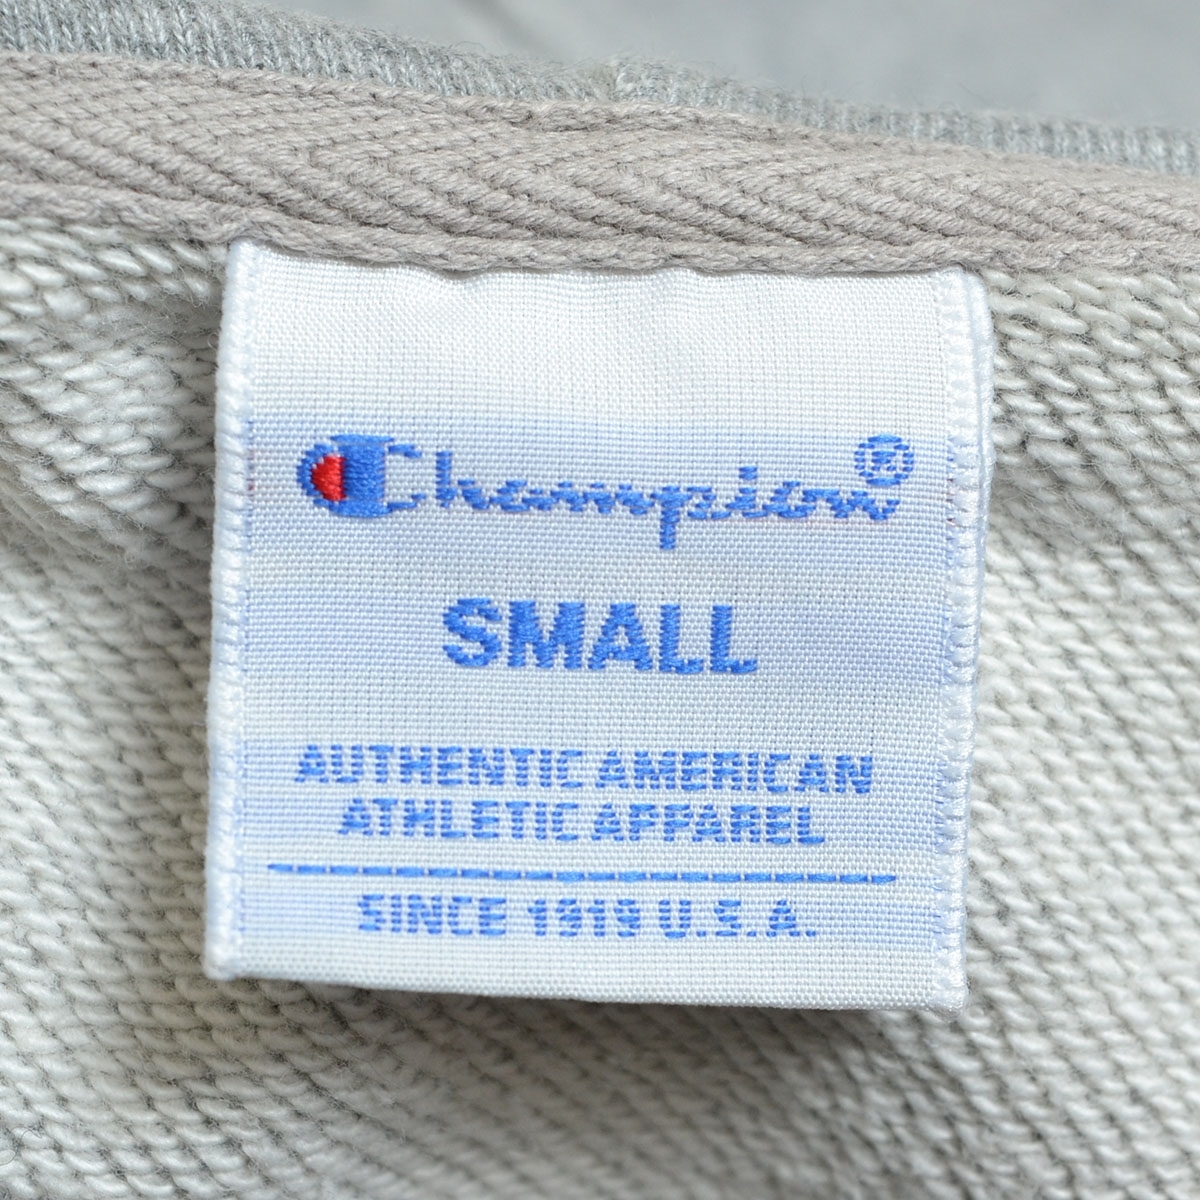 Champion®
SMALL
AUTHENTIC AMERICAN
ATHLETIC APPAREL
SINCE 1919 U.S.A.